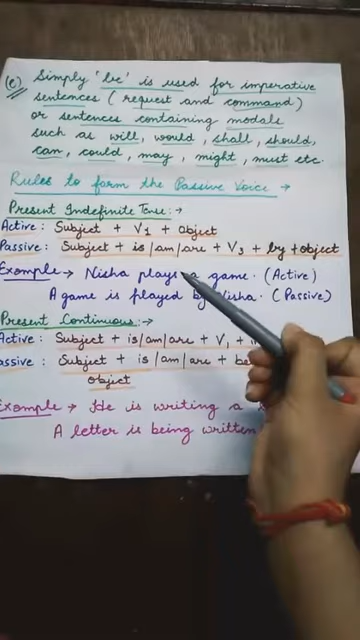 (e) Simply 'be' is used for imperative
sentences (request and command)
or sentences containing modals
such as will, would, shall, should,
can, could, may, might, must etc.
Rules to form the Passive Voice →
Present Indefinite Tense :→
Active: Subject + V1 + object
Passive: Subject + is/am/are + V3 + by + object
Example → Nisha plays a game. (Active)
A game is played by Nisha. (Passive)
Present Continuous :→
Active: Subject + is/am/are + V1 +
assive: Subject + is/am/are + be
object
Example → He is writing a
A letter is being written